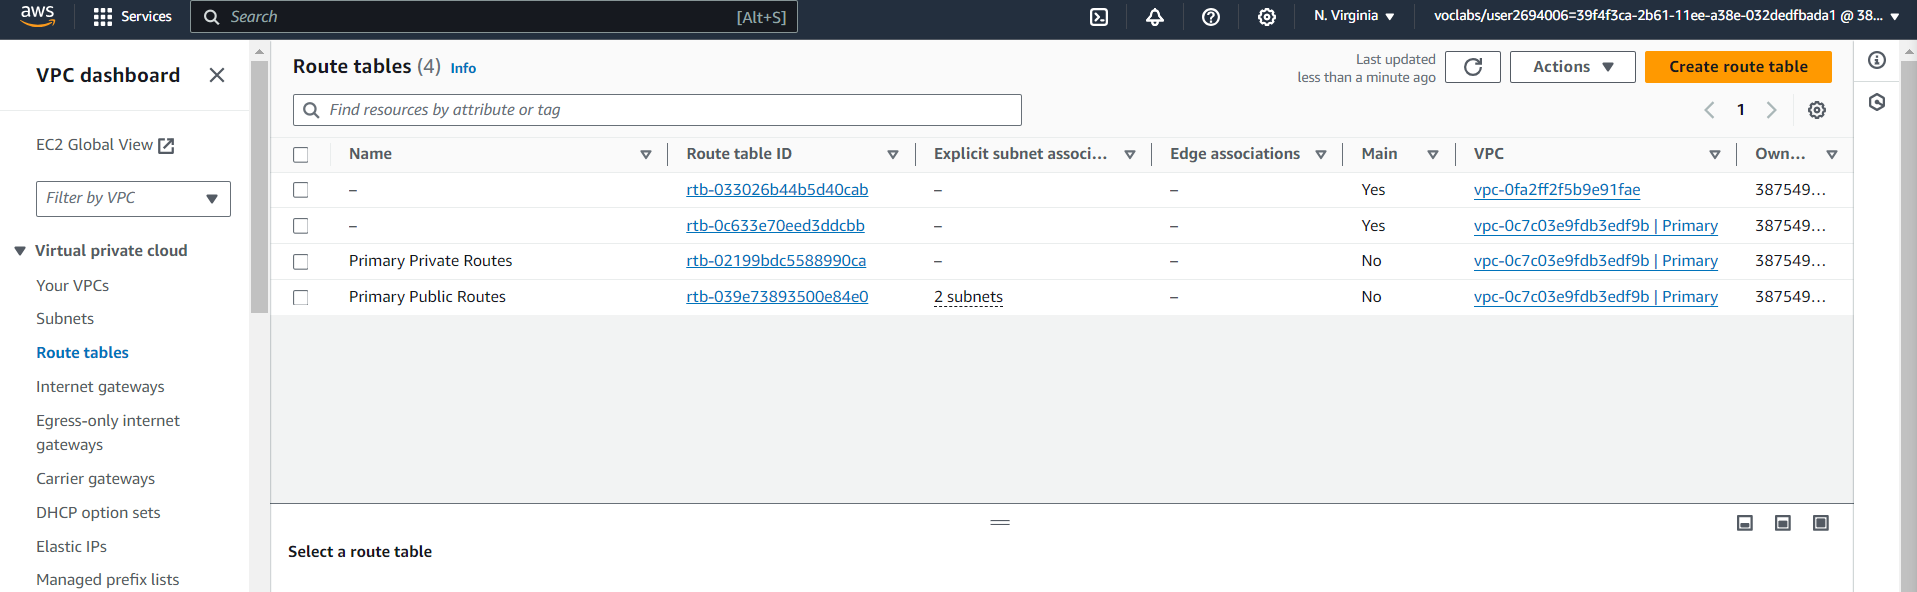 aws Services Search [Alt+S] N. Virginia voclabs/user2694006=39f4f3ca-2b61-11ee-a38e-032dedfbada1 @ 38...
VPC dashboard
EC2 Global View
Filter by VPC
Virtual private cloud
Your VPCs
Subnets
Route tables
Internet gateways
Egress-only internet
gateways
Carrier gateways
DHCP option sets
Elastic IPs
Managed prefix lists
Route tables (4) Info
Last updated
less than a minute ago
Actions Create route table
Find resources by attribute or tag
1
Name Route table ID Explicit subnet associ... Edge associations Main VPC Own...
– rtb-033026b44b5d40cab – – Yes vpc-0fa2ff2f5b9e91fae 387549...
– rtb-0c633e70eed3ddcbb – – Yes vpc-0c7c03e9fdb3edf9b | Primary 387549...
Primary Private Routes rtb-02199bdc5588990ca – – No vpc-0c7c03e9fdb3edf9b | Primary 387549...
Primary Public Routes rtb-039e73893500e84e0 2 subnets – No vpc-0c7c03e9fdb3edf9b | Primary 387549...
Select a route table